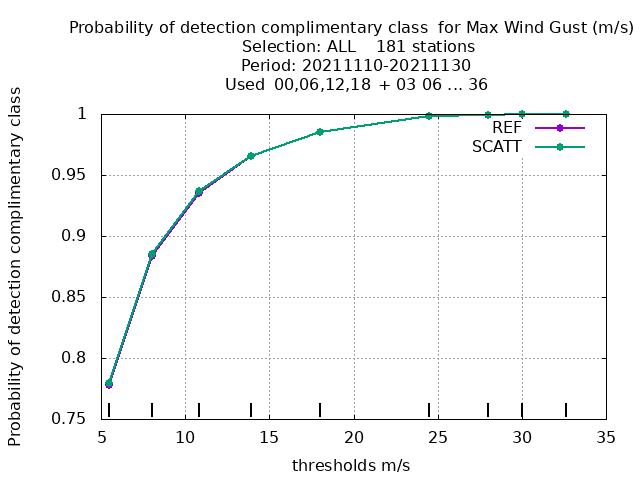 Probability of detection complimentary class  for Max Wind Gust (m/s)
Selection: ALL    181 stations
Period: 20211110-20211130
Used  00,06,12,18  + 03 06 ... 36
Probability of detection complimentary class
1
0.95
0.9
0.85
0.8
0.75
REF
SCATT
5 10 15 20 25 30 35
thresholds m/s